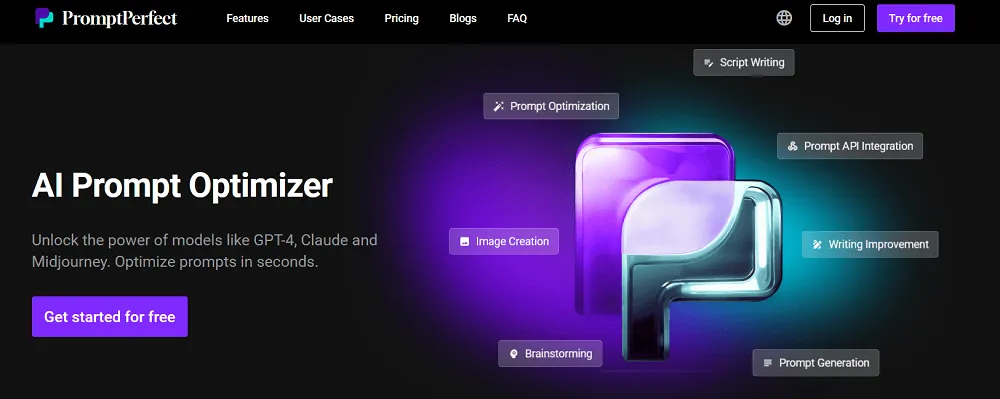 PromptPerfect
Features
User Cases
Pricing
Blogs
FAQ
Log in
Try for free
Script Writing
Prompt Optimization
Prompt API Integration
AI Prompt Optimizer
Unlock the power of models like GPT-4, Claude and
Midjourney. Optimize prompts in seconds.
Image Creation
Writing Improvement
Get started for free
Brainstorming
Prompt Generation